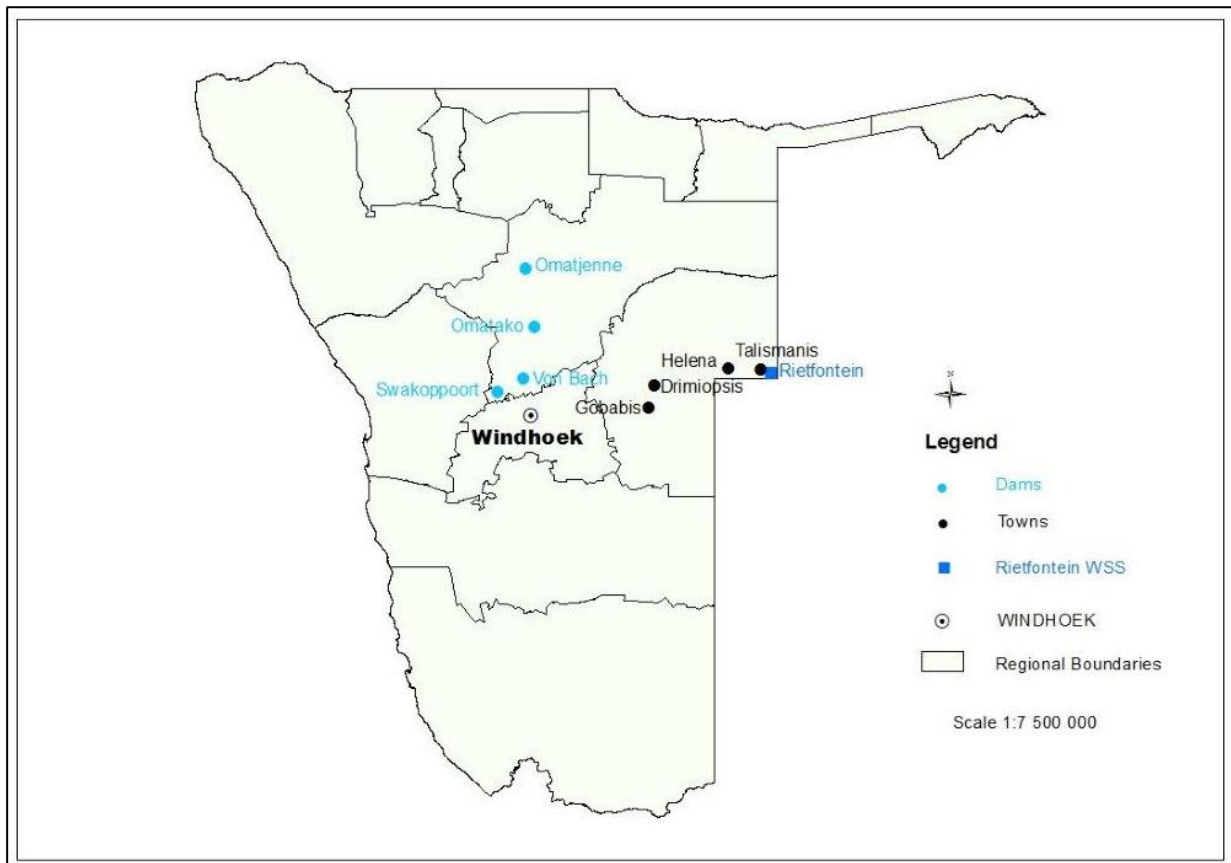 Omatjenne
Omatako
Talismanis
Helena
Rietfontein
Von Bach
Drimiopsis
Swakoppoort
Gobabis
Windhoek
N
Legend
Dams
Towns
Rietfontein WSS
WINDHOEK
Regional Boundaries
Scale 1:7 500 000